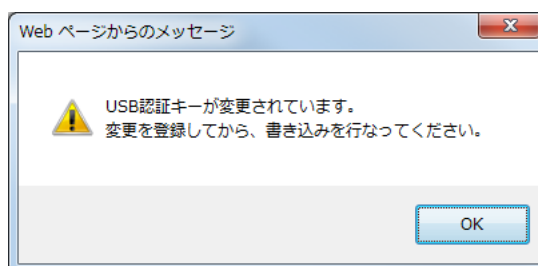 Web ページからのメッセージ
USB認証キーが変更されています。
変更を登録してから、書き込みを行なってください。
OK